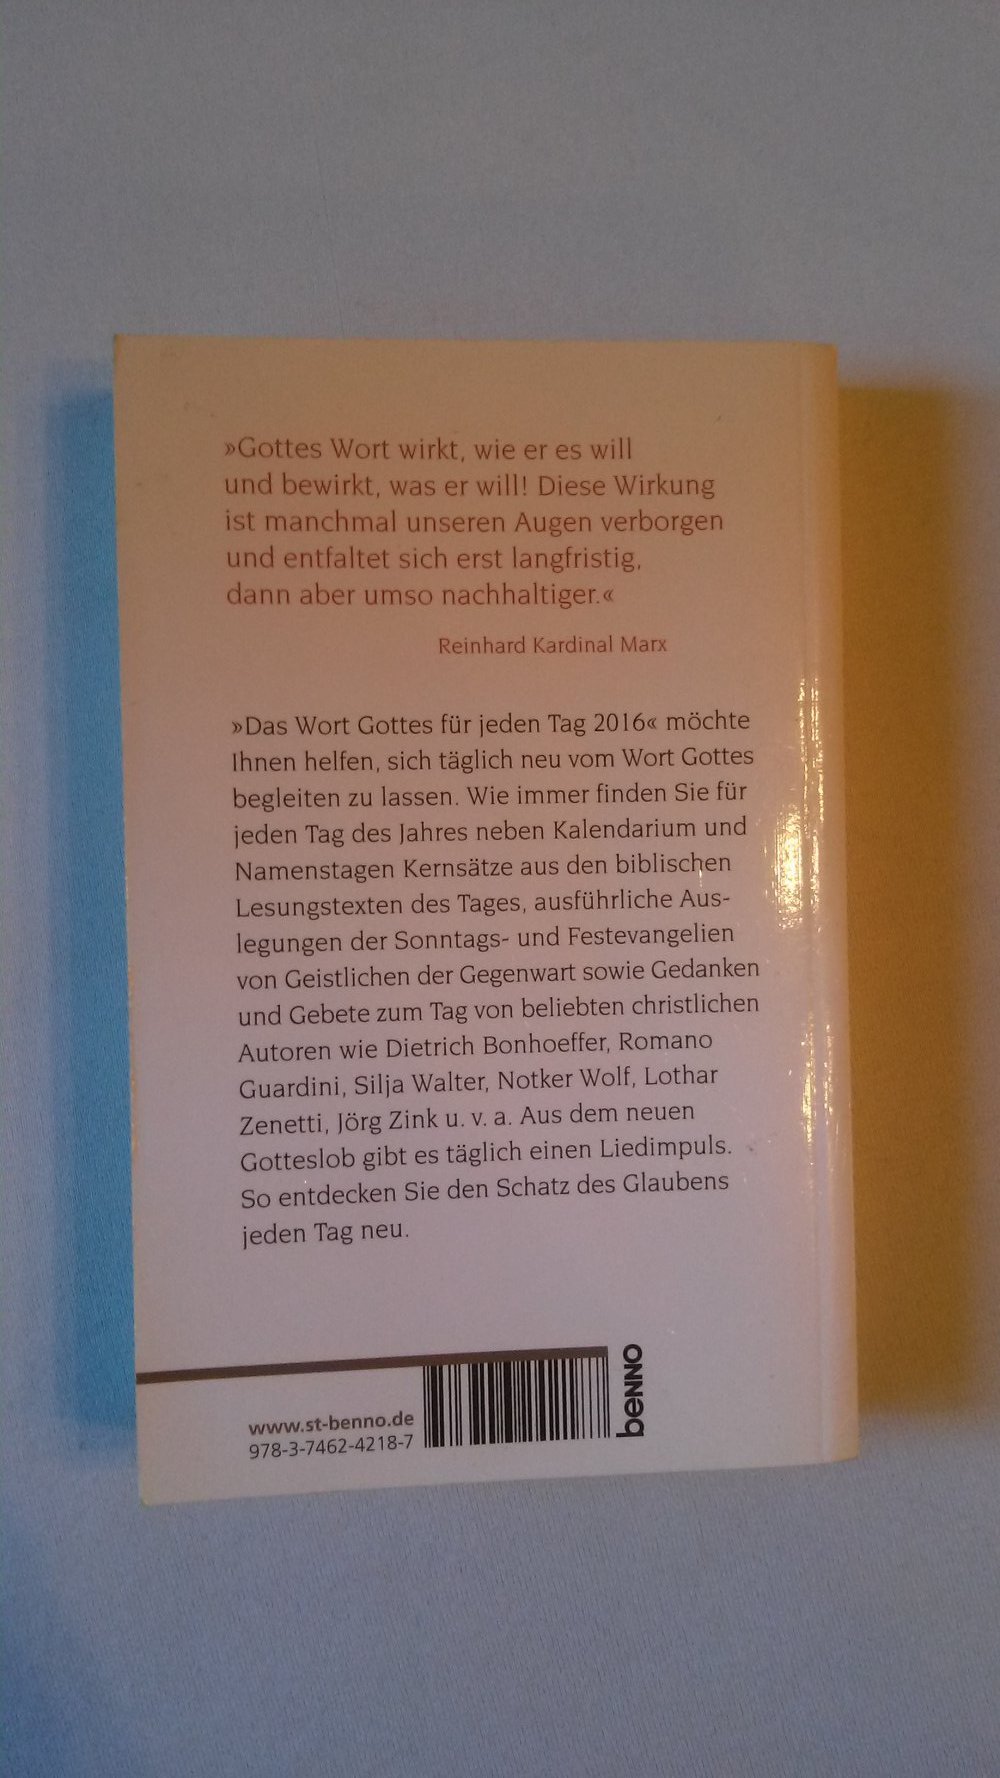 »Gottes Wort wirkt, wie er es will
und bewirkt, was er will! Diese Wirkung
ist manchmal unseren Augen verborgen
und entfaltet sich erst langfristig,
dann aber umso nachhaltiger.«
Reinhard Kardinal Marx
»Das Wort Gottes für jeden Tag 2016« möchte
Ihnen helfen, sich täglich neu vom Wort Gottes
begleiten zu lassen. Wie immer finden Sie für
jeden Tag des Jahres neben Kalendarium und
Namenstagen Kernsätze aus den biblischen
Lesungstexten des Tages, ausführliche Aus-
legungen der Sonntags- und Festevangelien
von Geistlichen der Gegenwart sowie Gedanken
und Gebete zum Tag von beliebten christlichen
Autoren wie Dietrich Bonhoeffer, Romano
Guardini, Silja Walter, Notker Wolf, Lothar
Zenetti, Jörg Zink u. v. a. Aus dem neuen
Gotteslob gibt es täglich einen Liedimpuls.
So entdecken Sie den Schatz des Glaubens
jeden Tag neu.
www.st-benno.de
978-3-7462-4218-7
benno